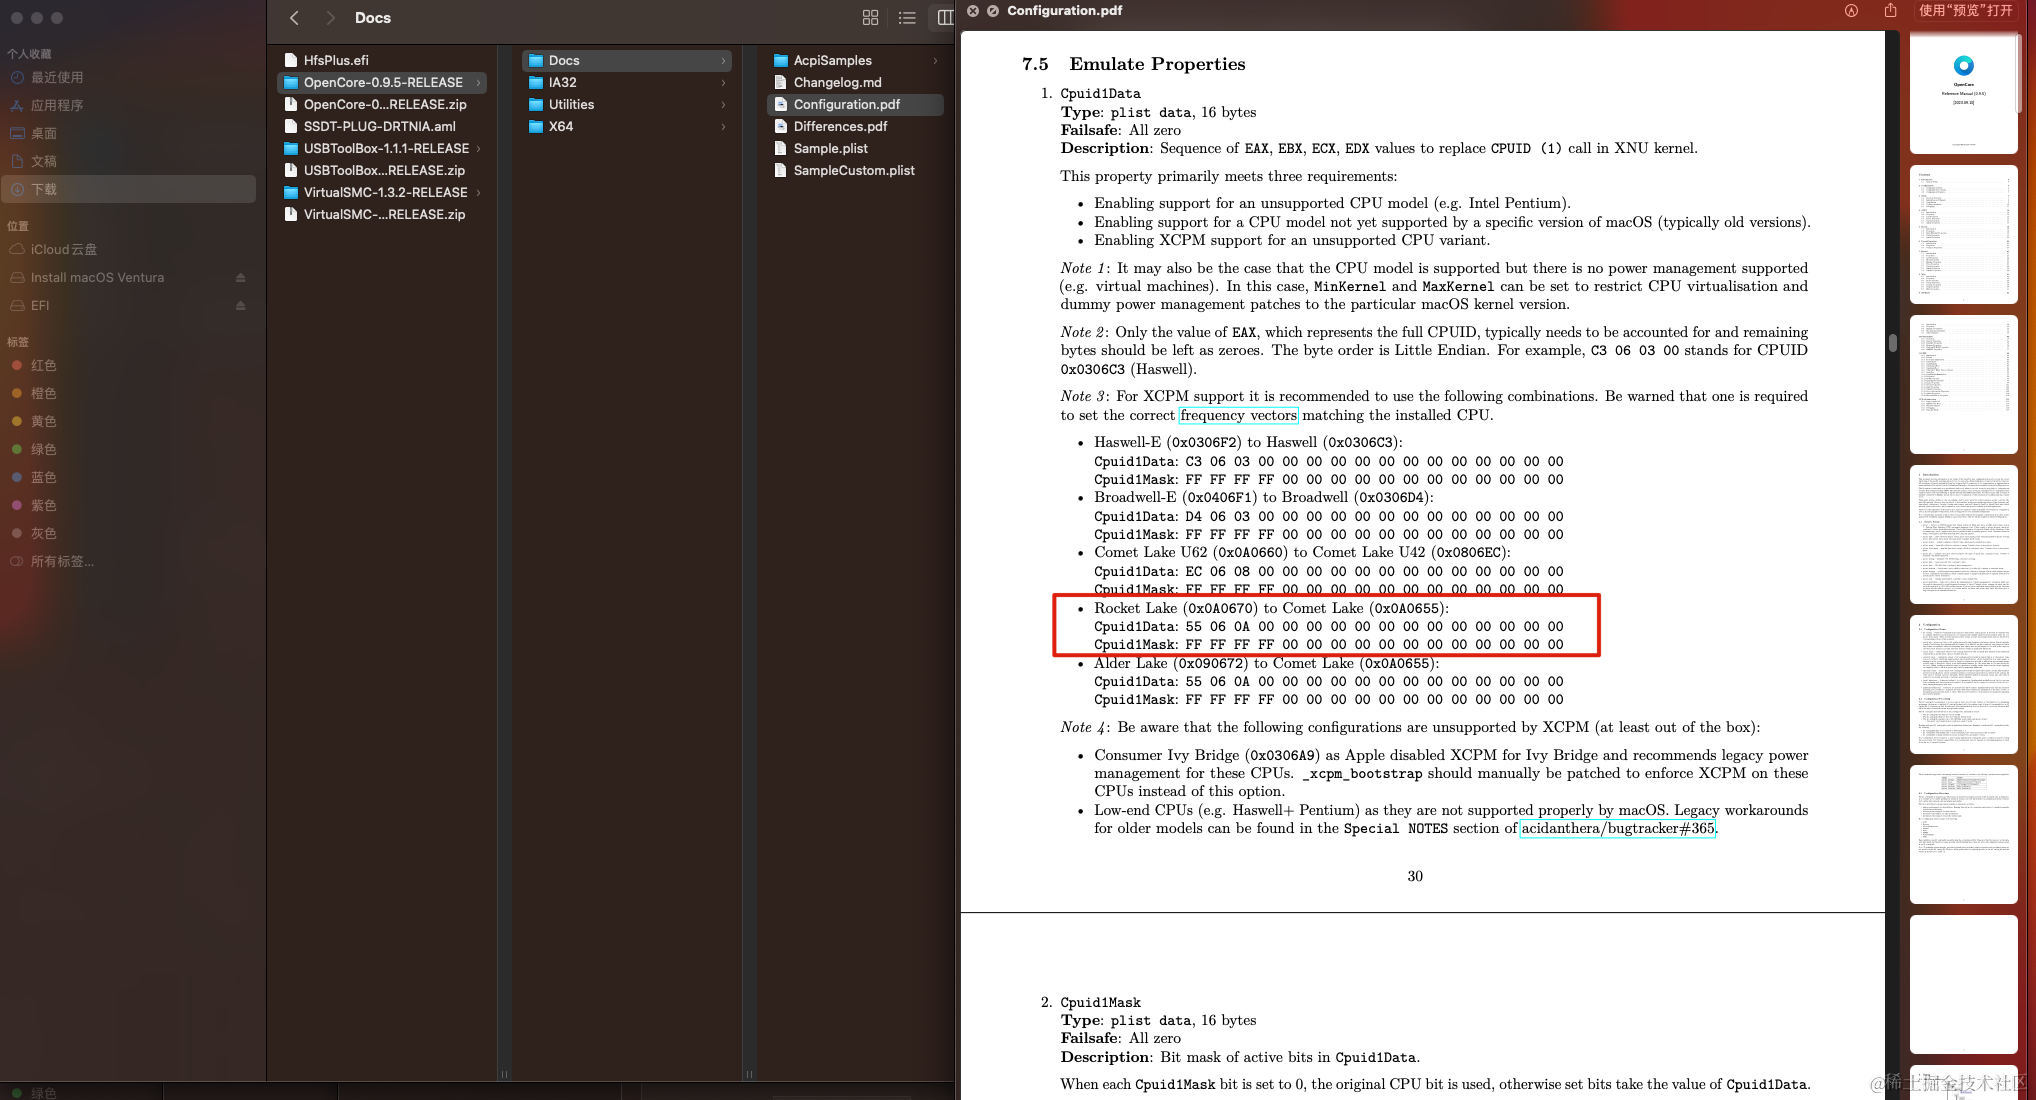 个人收藏
最近使用
应用程序
桌面
文稿
下载
位置
iCloud云盘
Install macOS Ventura
EFI
标签
红色
橙色
黄色
绿色
蓝色
紫色
灰色
所有标签...
绿色
Docs
HfsPlus.efi
OpenCore-0.9.5-RELEASE
OpenCore-0...RELEASE.zip
SSDT-PLUG-DRTNIA.aml
USBToolBox-1.1.1-RELEASE
USBToolBox...RELEASE.zip
VirtualSMC-1.3.2-RELEASE
VirtualSMC-...RELEASE.zip
Docs
IA32
Utilities
X64
AcpiSamples
Changelog.md
Configuration.pdf
Differences.pdf
Sample.plist
SampleCustom.plist
Configuration.pdf
使用“预览”打开
7.5 Emulate Properties
1. Cpuid1Data
Type: plist data, 16 bytes
Failsafe: All zero
Description: Sequence of EAX, EBX, ECX, EDX values to replace CPUID (1) call in XNU kernel.
This property primarily meets three requirements:
• Enabling support for an unsupported CPU model (e.g. Intel Pentium).
• Enabling support for a CPU model not yet supported by a specific version of macOS (typically old versions).
• Enabling XCPM support for an unsupported CPU variant.
Note 1: It may also be the case that the CPU model is supported but there is no power management supported
(e.g. virtual machines). In this case, MinKernel and MaxKernel can be set to restrict CPU virtualisation and
dummy power management patches to the particular macOS kernel version.
Note 2: Only the value of EAX, which represents the full CPUID, typically needs to be accounted for and remaining
bytes should be left as zeroes. The byte order is Little Endian. For example, C3 06 03 00 stands for CPUID
0x0306C3 (Haswell).
Note 3: For XCPM support it is recommended to use the following combinations. Be warned that one is required
to set the correct frequency vectors matching the installed CPU.
• Haswell-E (0x0306F2) to Haswell (0x0306C3):
Cpuid1Data: C3 06 03 00 00 00 00 00 00 00 00 00 00 00 00 00
Cpuid1Mask: FF FF FF FF 00 00 00 00 00 00 00 00 00 00 00 00
• Broadwell-E (0x0406F1) to Broadwell (0x0306D4):
Cpuid1Data: D4 06 03 00 00 00 00 00 00 00 00 00 00 00 00 00
Cpuid1Mask: FF FF FF FF 00 00 00 00 00 00 00 00 00 00 00 00
• Comet Lake U62 (0x0A0660) to Comet Lake U42 (0x0806EC):
Cpuid1Data: EC 06 08 00 00 00 00 00 00 00 00 00 00 00 00 00
Cpuid1Mask: FF FF FF FF 00 00 00 00 00 00 00 00 00 00 00 00
• Rocket Lake (0x0A0670) to Comet Lake (0x0A0655):
Cpuid1Data: 55 06 0A 00 00 00 00 00 00 00 00 00 00 00 00 00
Cpuid1Mask: FF FF FF FF 00 00 00 00 00 00 00 00 00 00 00 00
• Alder Lake (0x090672) to Comet Lake (0x0A0655):
Cpuid1Data: 55 06 0A 00 00 00 00 00 00 00 00 00 00 00 00 00
Cpuid1Mask: FF FF FF FF 00 00 00 00 00 00 00 00 00 00 00 00
Note 4: Be aware that the following configurations are unsupported by XCPM (at least out of the box):
• Consumer Ivy Bridge (0x0306A9) as Apple disabled XCPM for Ivy Bridge and recommends legacy power
management for these CPUs. _xcpm_bootstrap should manually be patched to enforce XCPM on these
CPUs instead of this option.
• Low-end CPUs (e.g. Haswell+ Pentium) as they are not supported properly by macOS. Legacy workarounds
for older models can be found in the Special NOTES section of acidanthera/bugtracker#365.
30
2. Cpuid1Mask
Type: plist data, 16 bytes
Failsafe: All zero
Description: Bit mask of active bits in Cpuid1Data.
When each Cpuid1Mask bit is set to 0, the original CPU bit is used, otherwise set bits take the value of Cpuid1Data.
OpenCore
Reference Manual (0.9.5)
@稀土掘金技术社区